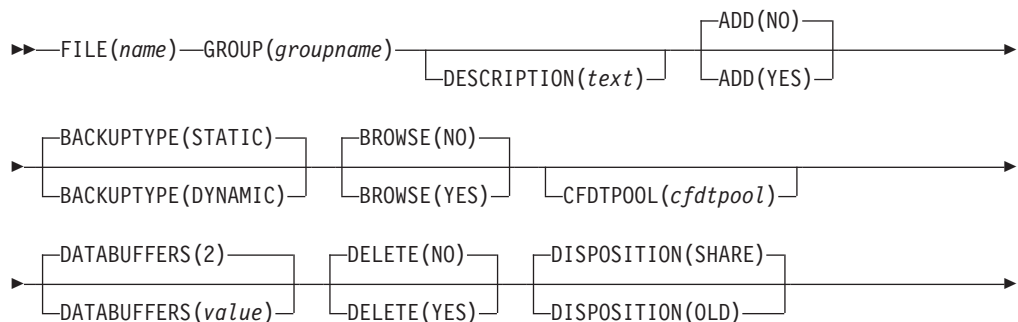 ADD(NO)
FILE(name) GROUP(groupname)
DESCRIPTION(text) ADD(YES)
BACKUPTYPE(STATIC) BROWSE(NO)
BACKUPTYPE(DYNAMIC) BROWSE(YES) CFDTPOOL(cfdtpool)
DATABUFFERS(2) DELETE(NO) DISPOSITION(SHARE)
DATABUFFERS(value) DELETE(YES) DISPOSITION(OLD)